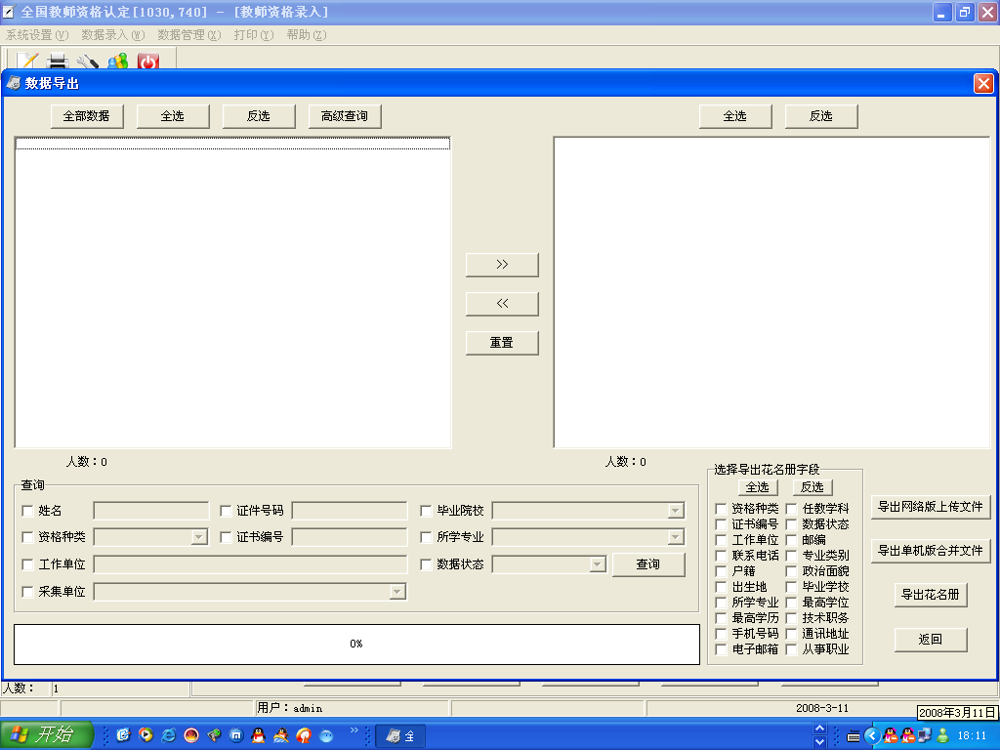 全国教师资格认定[1030,740] - [教师资格录入]
系统设置(V) 数据录入(W) 数据管理(X) 打印(Y) 帮助(Z)
数据导出
全部数据 全选 反选 高级查询 全选 反选
>>
<<
重置
人数：0 人数：0
查询
姓名 证件号码 毕业院校
资格种类 证书编号 所学专业
工作单位 数据状态 查询
采集单位
0%
选择导出花名册字段
全选 反选
资格种类 任教学科
证书编号 数据状态
工作单位 邮编
联系电话 专业类别
户籍 政治面貌
出生地 毕业学校
所学专业 最高学位
最高学历 技术职务
手机号码 通讯地址
电子邮箱 从事职业
导出网络版上传文件
导出单机版合并文件
导出花名册
返回
人数： 1
用户：admin 2008-3-11
2008年3月11日
开始 全 18:11